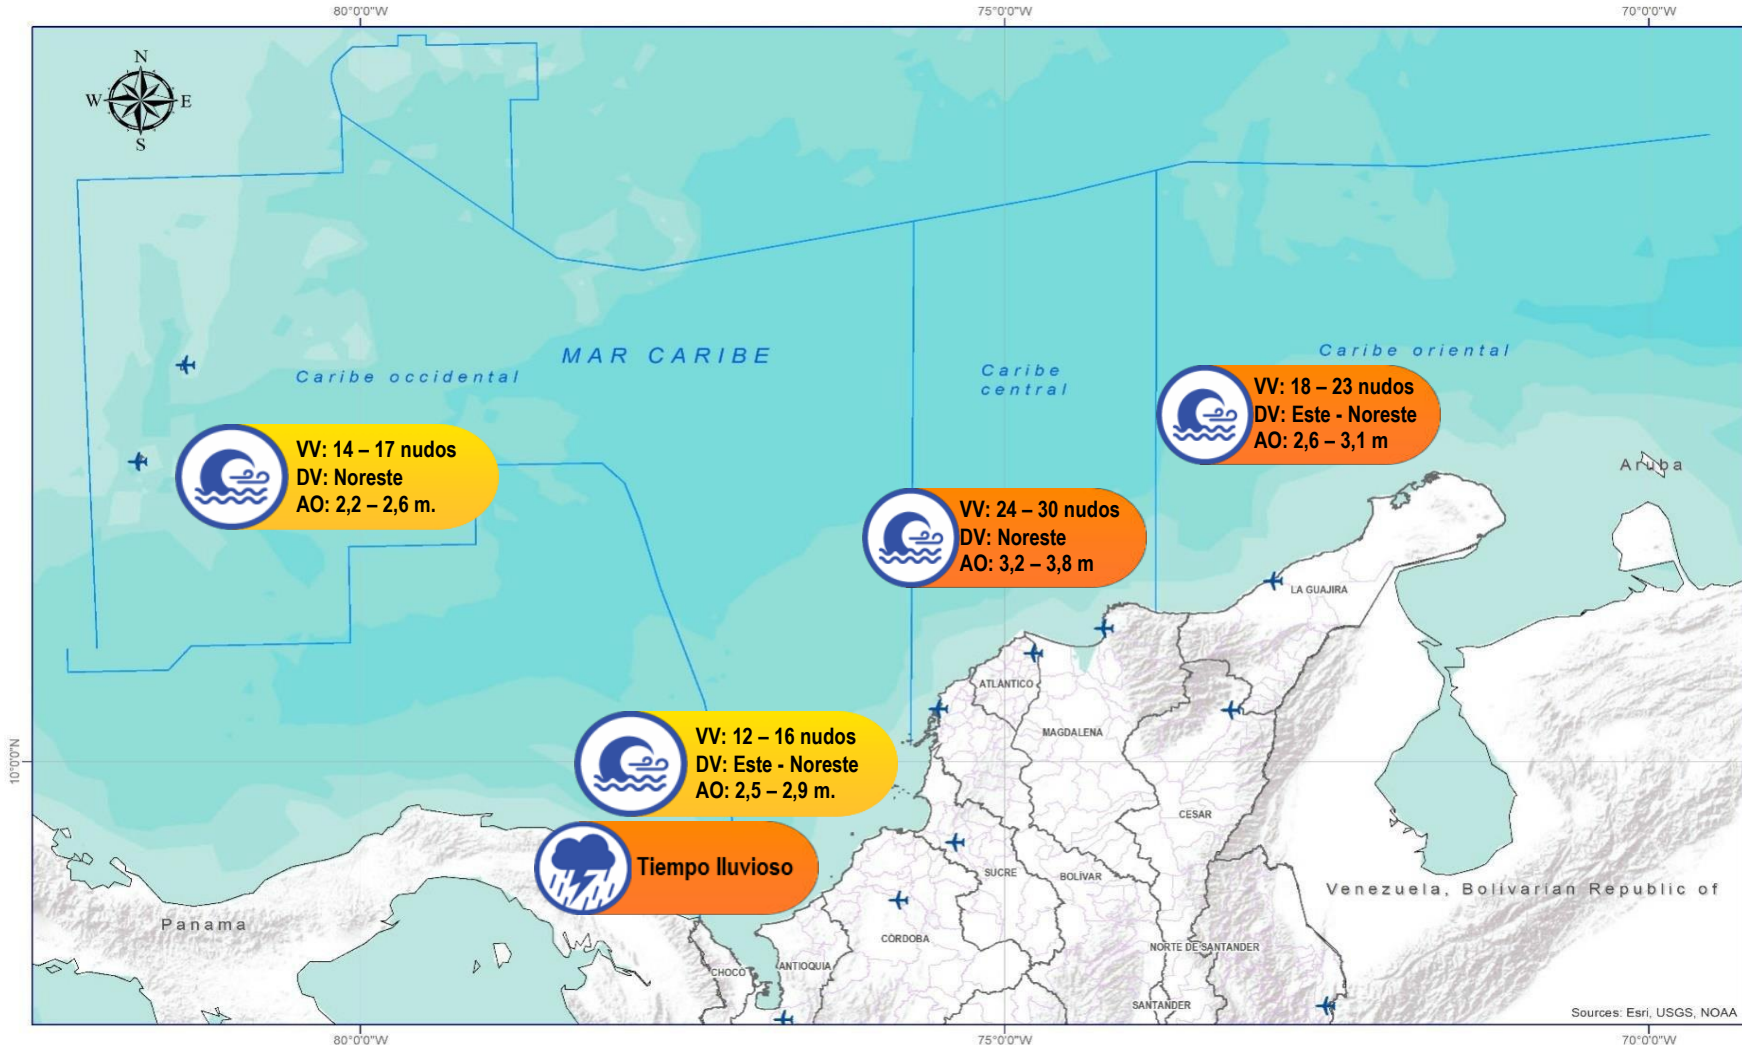 80°0'0"W
75°0'0"W
70°0'0"W
N
W
E
S
MAR CARIBE
Caribe occidental
Caribe
central
Caribe oriental
VV: 18 – 23 nudos
DV: Este - Noreste
AO: 2,6 – 3,1 m
VV: 14 – 17 nudos
DV: Noreste
AO: 2,2 – 2,6 m.
Aruba
VV: 24 – 30 nudos
DV: Noreste
AO: 3,2 – 3,8 m
LA GUAJIRA
ATLÁNTICO
MAGDALENA
10°0'0"N
VV: 12 – 16 nudos
DV: Este - Noreste
AO: 2,5 – 2,9 m.
CESAR
Tiempo lluvioso
SUCRE
BOLÍVAR
Venezuela, Bolivarian Republic of
Panama
CÓRDOBA
NORTE DE SANTANDER
CHOCÓ
ANTIOQUIA
SANTANDER
Sources: Esri, USGS, NOAA
80°0'0"W
75°0'0"W
70°0'0"W